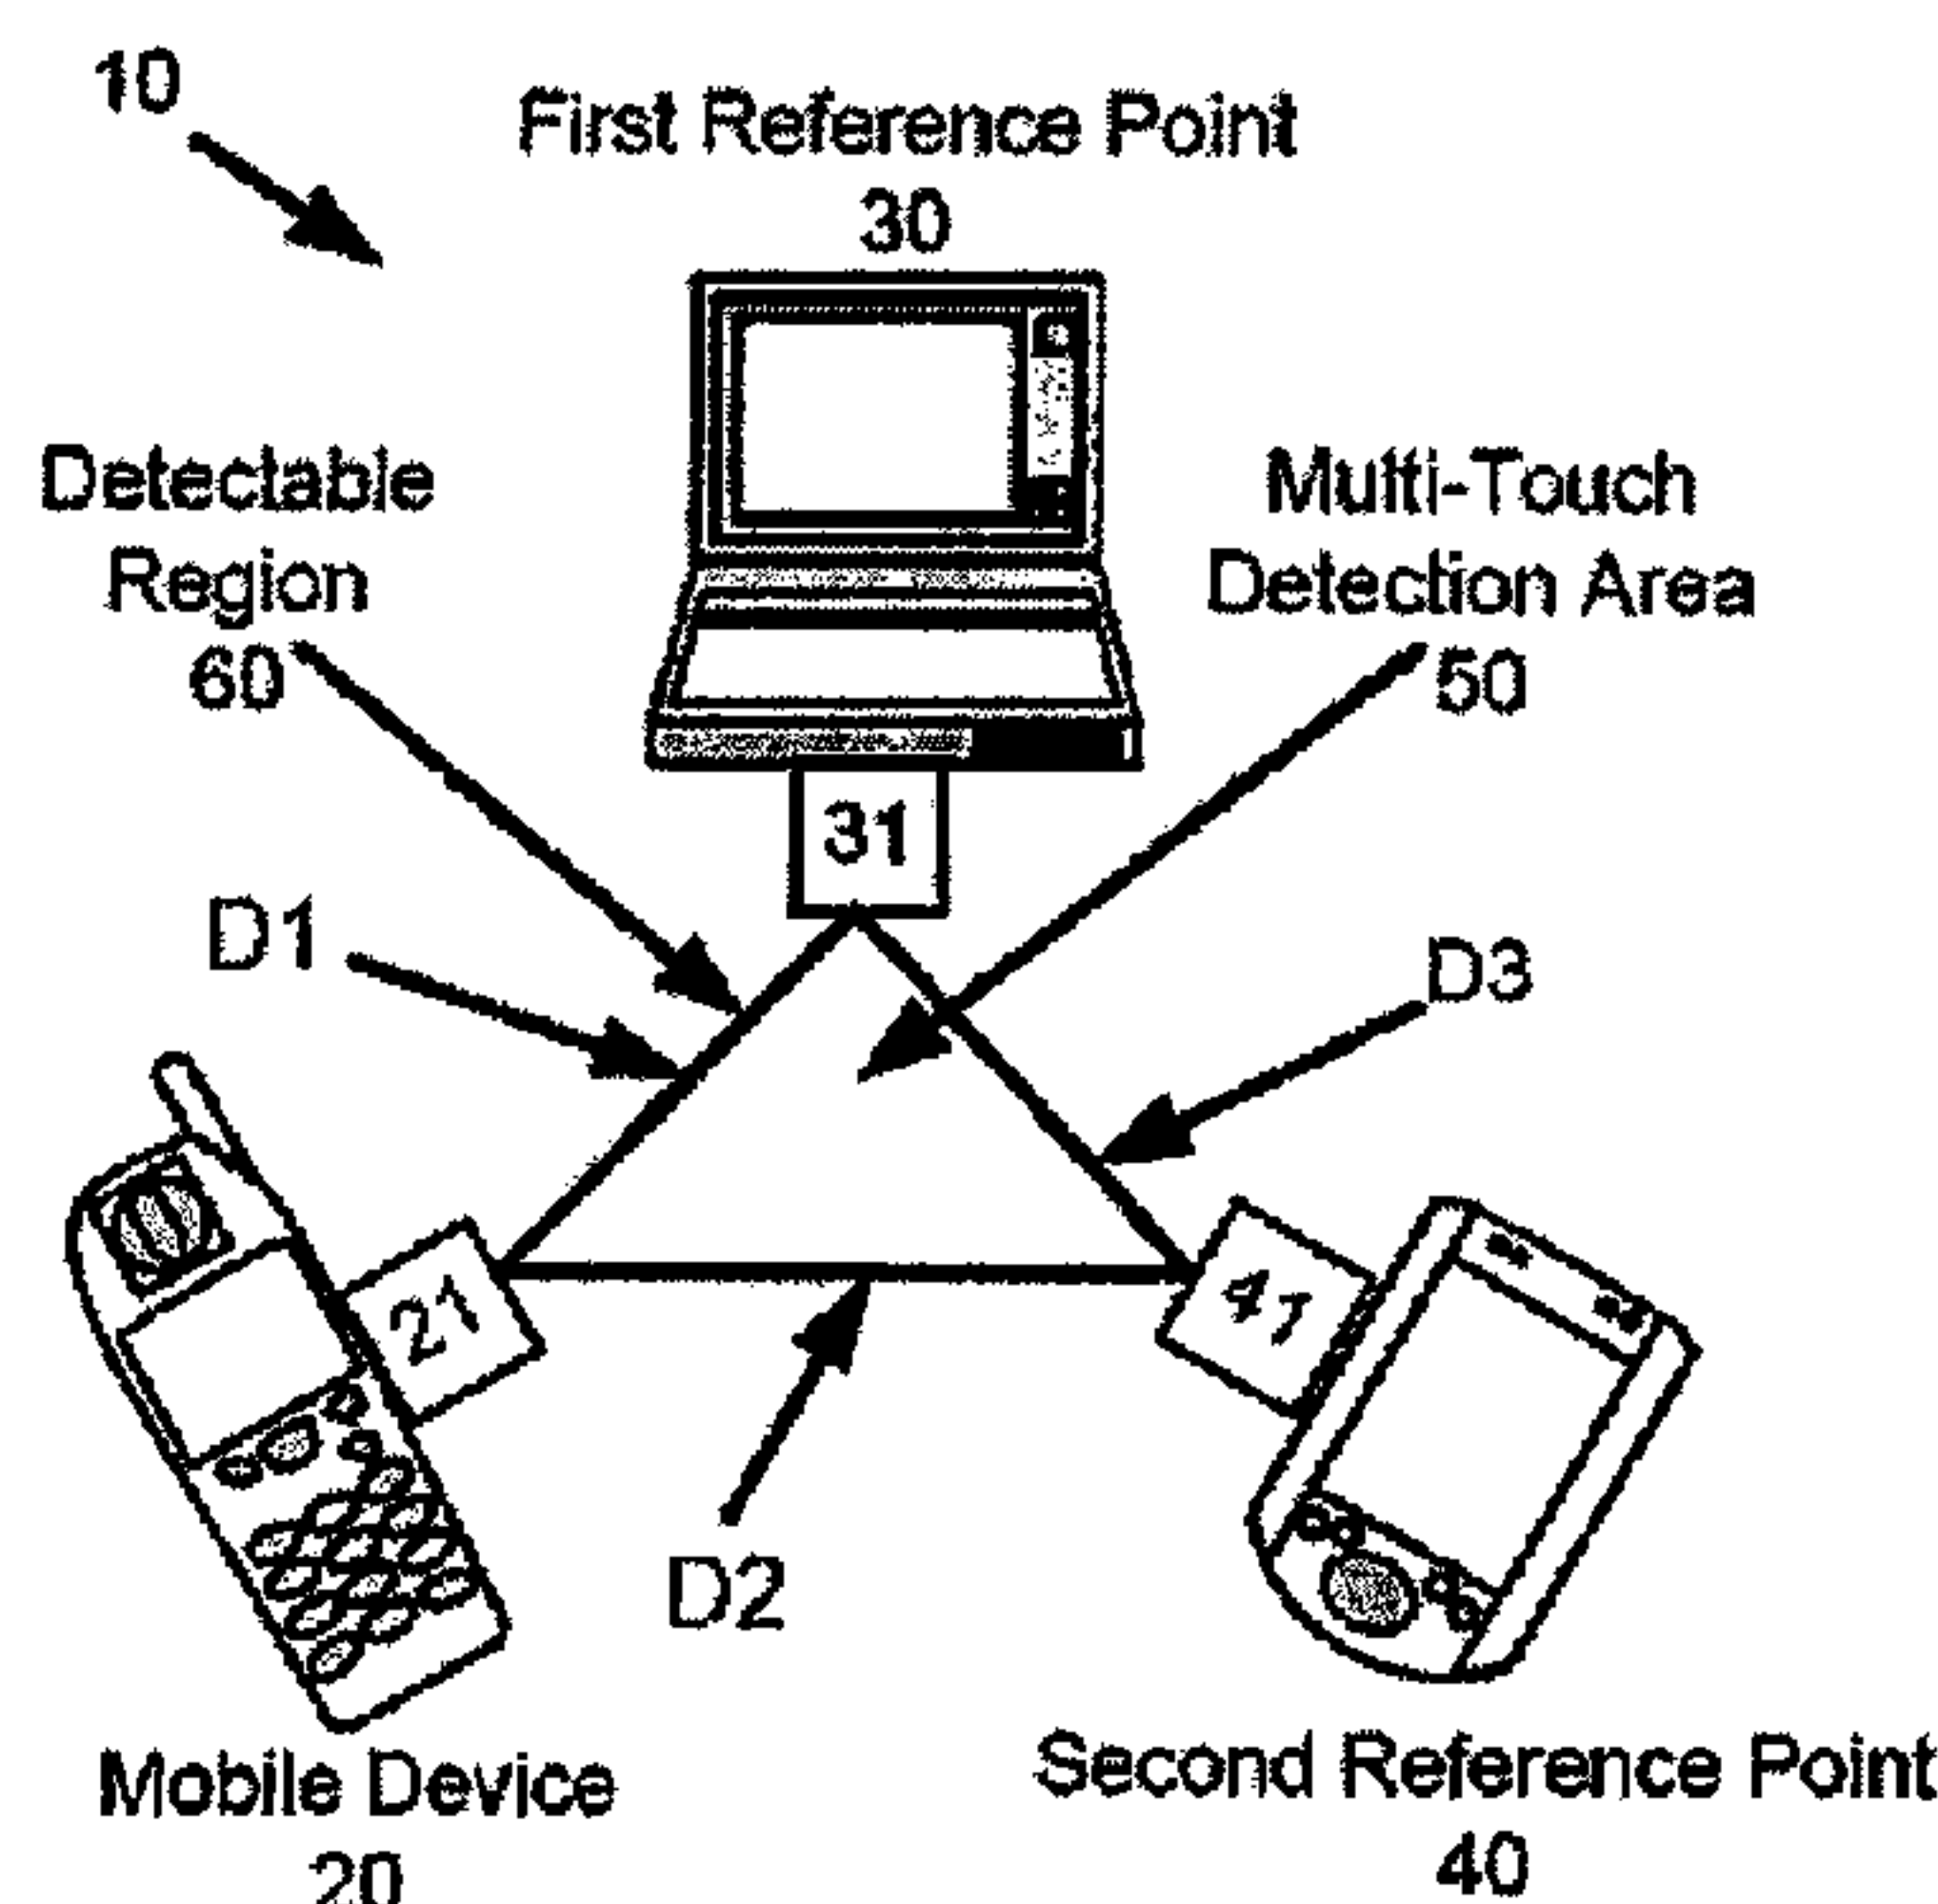 10
First Reference Point
30
Detectable
Region
60
Multi-Touch
Detection Area
50
31
D1
D3
21
41
D2
Mobile Device
20
Second Reference Point
40